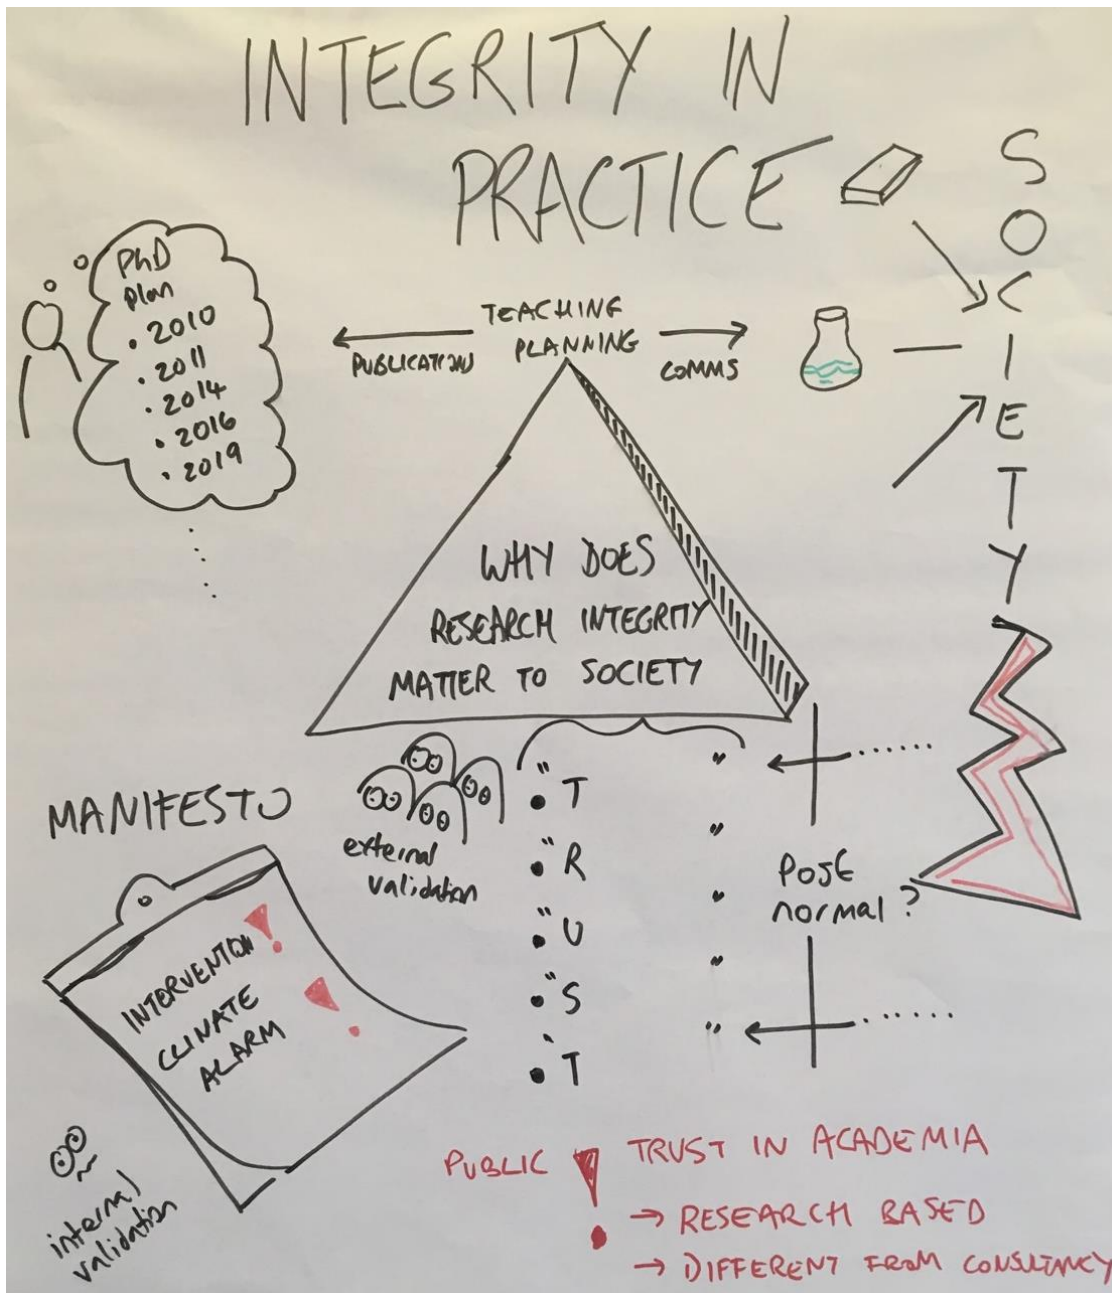 INTEGRITY IN
PRACTICE
SOCIETY
PhD
plan
• 2010
• 2011
• 2014
• 2016
• 2019
TEACHING
PLANNING
PUBLICATION
COMMS
WHY DOES
RESEARCH INTEGRITY
MATTER TO SOCIETY
MANIFESTO
INTERVENTION!
CLIMATE
ALARM !
external
validation
" • T "
" • R "
" • U "
" • S "
" • T "
Post
normal?
internal
validation
PUBLIC ! TRUST IN ACADEMIA
→ RESEARCH BASED
→ DIFFERENT FROM CONSULTANCY